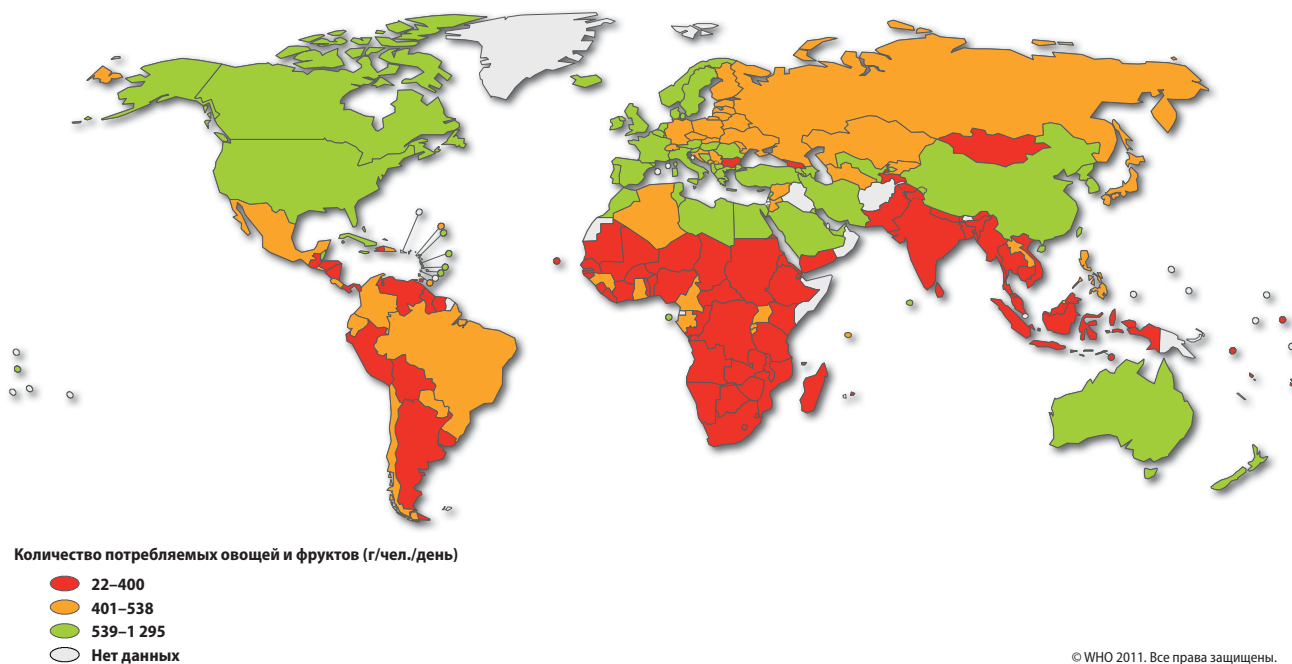 Количество потребляемых овощей и фруктов (г/чел./день)
22–400
401–538
539–1 295
Нет данных
© WHO 2011. Все права защищены.